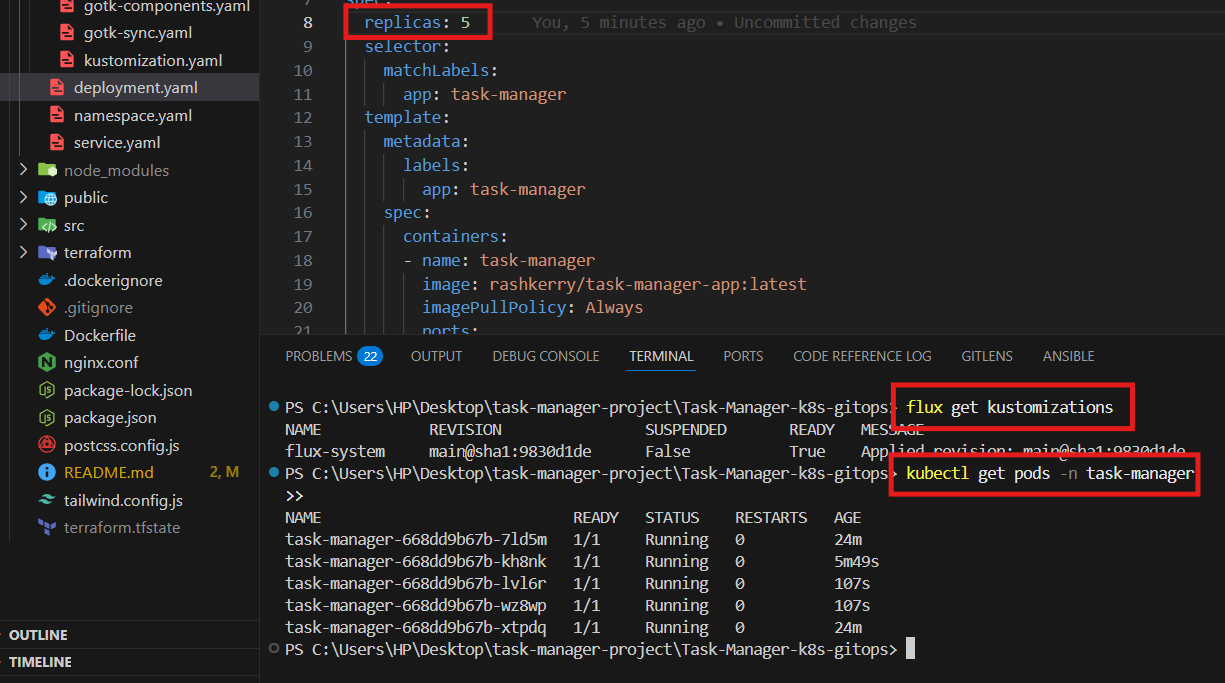 gotk-components.yaml
gotk-sync.yaml
kustomization.yaml
deployment.yaml
namespace.yaml
service.yaml
node_modules
public
src
terraform
.dockerignore
.gitignore
Dockerfile
nginx.conf
package-lock.json
package.json
postcss.config.js
README.md 2, M
tailwind.config.js
terraform.tfstate
OUTLINE
TIMELINE
7 spec:
8 replicas: 5 You, 5 minutes ago • Uncommitted changes
9 selector:
10 matchLabels:
11 app: task-manager
12 template:
13 metadata:
14 labels:
15 app: task-manager
16 spec:
17 containers:
18 - name: task-manager
19 image: rashkerry/task-manager-app:latest
20 imagePullPolicy: Always
21 ports:
PROBLEMS 22 OUTPUT DEBUG CONSOLE TERMINAL PORTS CODE REFERENCE LOG GITLENS ANSIBLE
PS C:\Users\HP\Desktop\task-manager-project\Task-Manager-k8s-gitops> flux get kustomizations
NAME REVISION SUSPENDED READY MESSAGE
flux-system main@sha1:9830d1de False True Applied revision: main@sha1:9830d1de
PS C:\Users\HP\Desktop\task-manager-project\Task-Manager-k8s-gitops> kubectl get pods -n task-manager
>>
NAME READY STATUS RESTARTS AGE
task-manager-668dd9b67b-7ld5m 1/1 Running 0 24m
task-manager-668dd9b67b-kh8nk 1/1 Running 0 5m49s
task-manager-668dd9b67b-lvl6r 1/1 Running 0 107s
task-manager-668dd9b67b-wz8wp 1/1 Running 0 107s
task-manager-668dd9b67b-xtpdq 1/1 Running 0 24m
PS C:\Users\HP\Desktop\task-manager-project\Task-Manager-k8s-gitops>